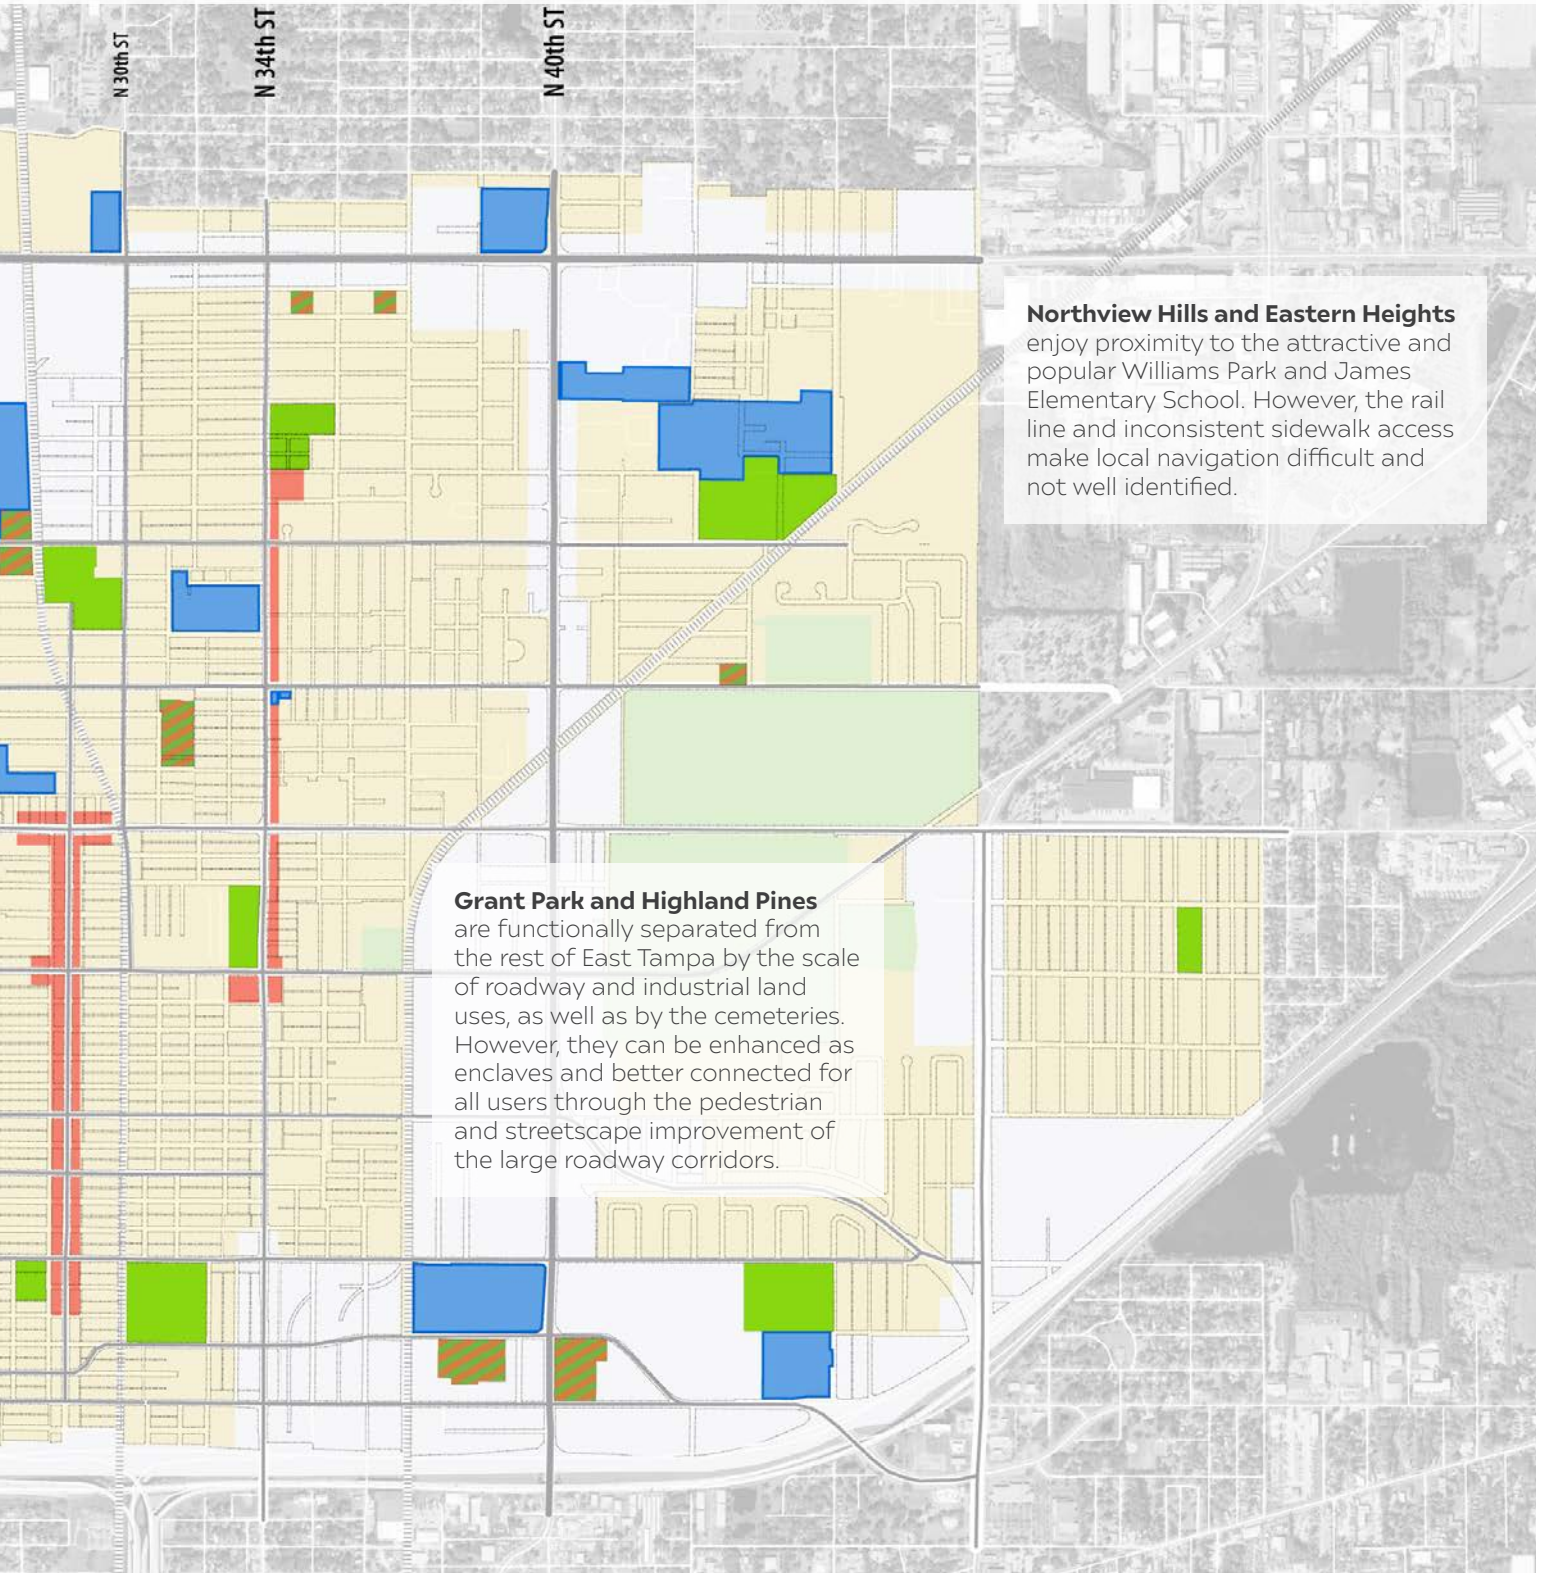 N 30th ST
N 34th ST
N 40th ST
Northview Hills and Eastern Heights
enjoy proximity to the attractive and
popular Williams Park and James
Elementary School. However, the rail
line and inconsistent sidewalk access
make local navigation difficult and
not well identified.
Grant Park and Highland Pines
are functionally separated from
the rest of East Tampa by the scale
of roadway and industrial land
uses, as well as by the cemeteries.
However, they can be enhanced as
enclaves and better connected for
all users through the pedestrian
and streetscape improvement of
the large roadway corridors.